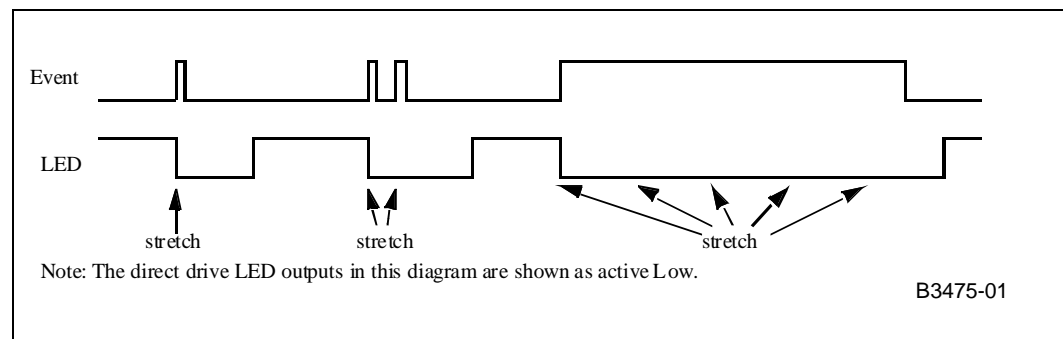 Event
LED
stretch stretch stretch
Note: The direct drive LED outputs in this diagram are shown as active Low.
B3475-01